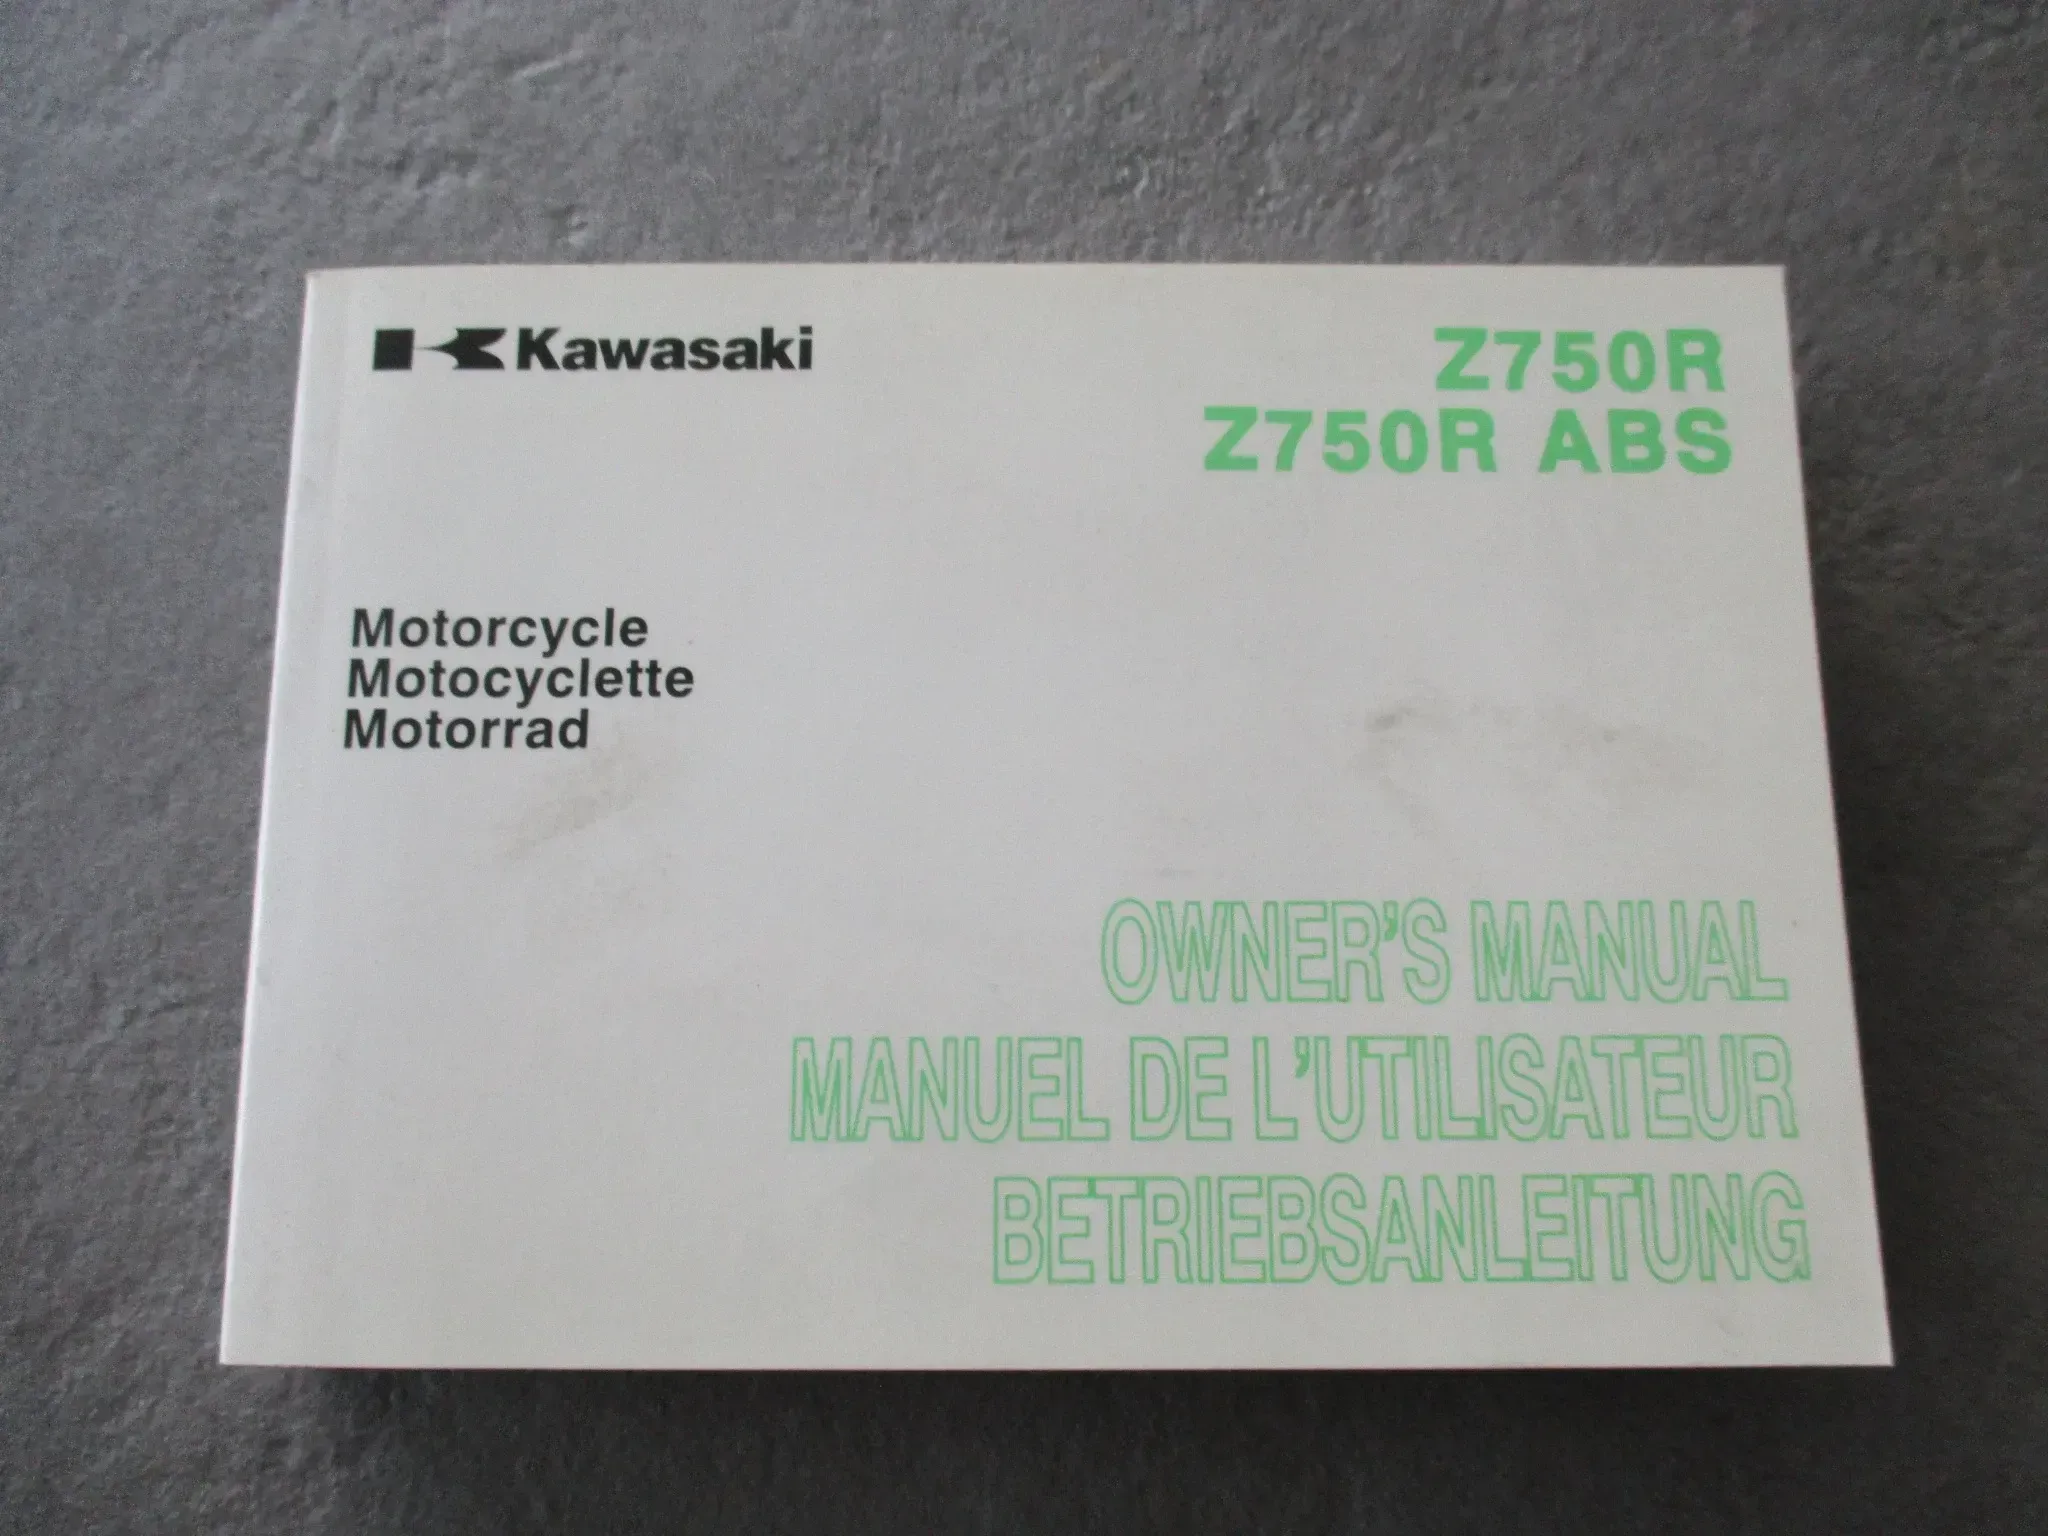 Kawasaki
Z750R
Z750R ABS
Motorcycle
Motocyclette
Motorrad
OWNER'S MANUAL
MANUEL DE L'UTILISATEUR
BETRIEBSANLEITUNG